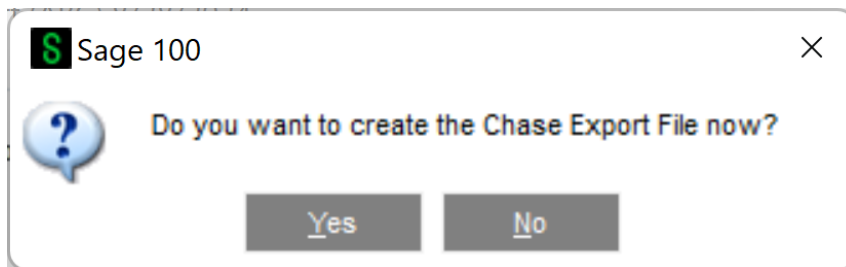 Sage 100
Do you want to create the Chase Export File now?
Yes
No